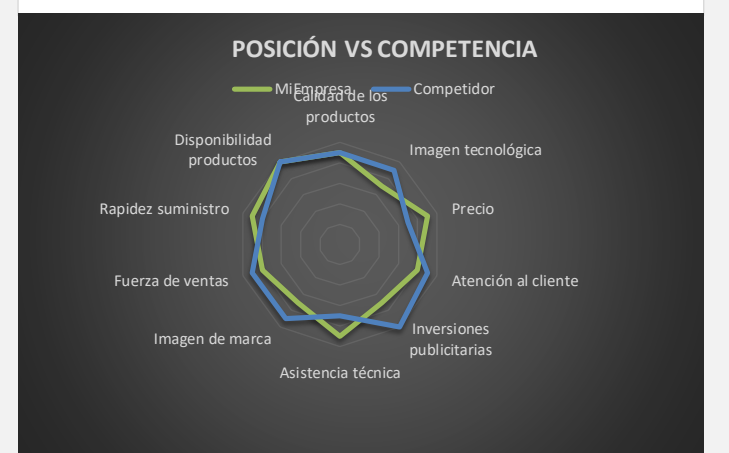 POSICIÓN VS COMPETENCIA
MiEmpresa
Competidor
Calidad de los
productos
Imagen tecnológica
Precio
Atención al cliente
Inversiones
publicitarias
Asistencia técnica
Imagen de marca
Fuerza de ventas
Rapidez suministro
Disponibilidad
productos